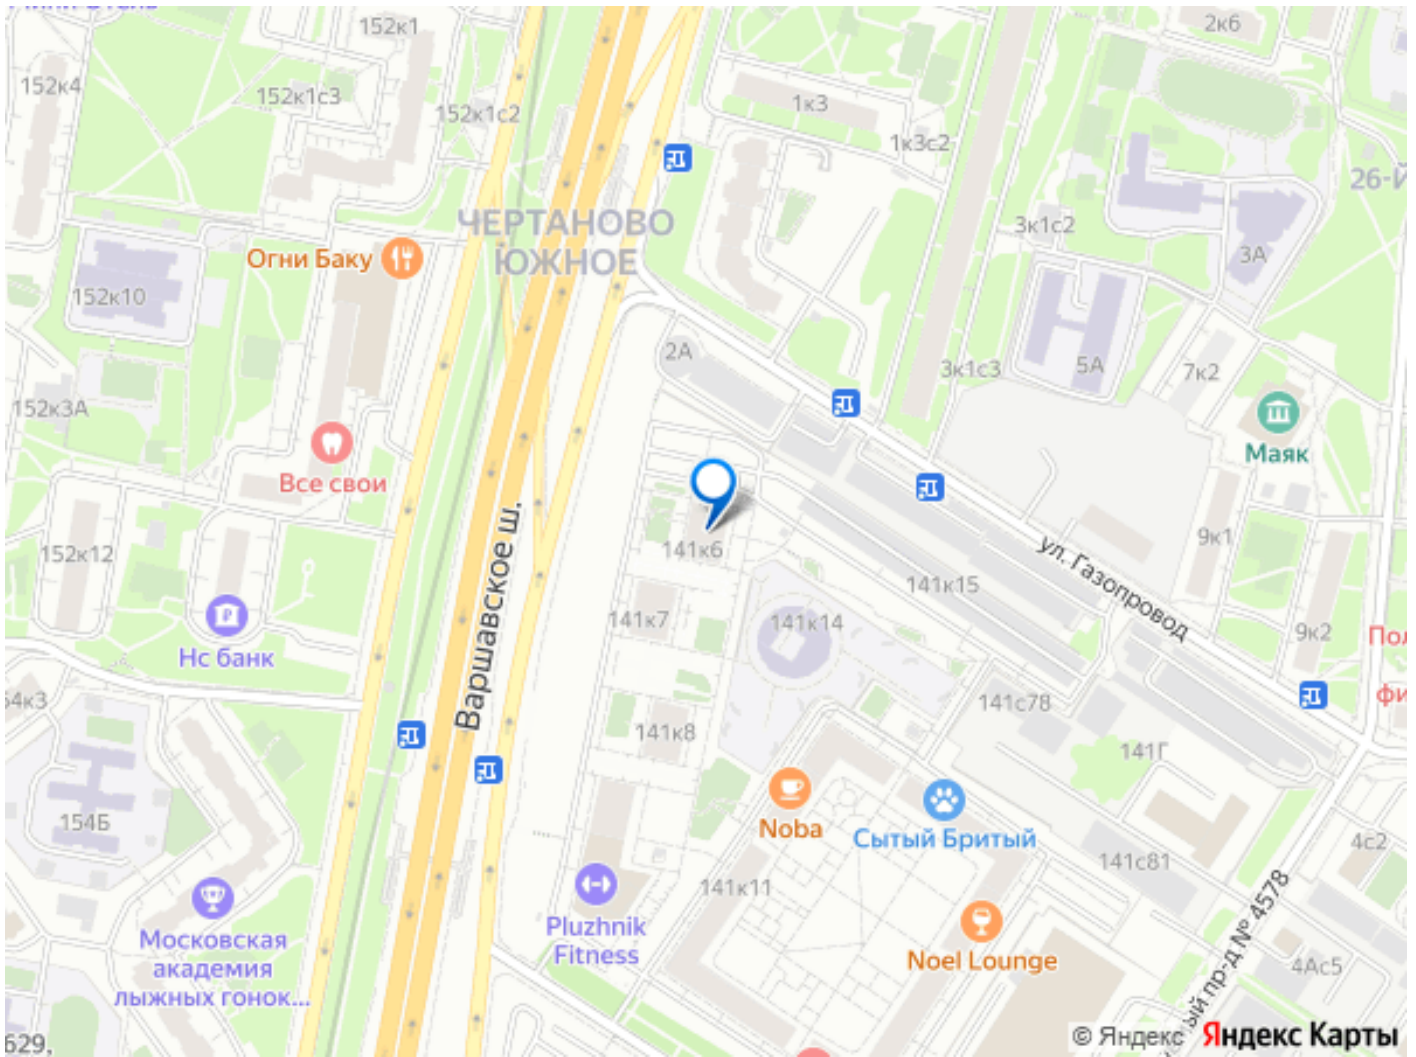 152к1
2к6
152к4
152к1с3
152к1с2
1к3
1к3с2
26-й
ЧЕРТАНОВО
ЮЖНОЕ
3к1с2
3А
Огни Баку
152к10
2А
3к1с3
5А
7к2
152к3А
Маяк
Все свои
Варшавское ш.
152к12
141к6
9к1
ул. Газопровод
141к15
141к7
141к14
9к2
Нс банк
141с78
141к8
141Г
154Б
Noba
Сытый Бритый
4с2
141с81
141к11
Pluzhnik
Fitness
Московская
академия
лыжных гонок...
Noel Lounge
пр-д № 4578
4Ас5
629,
© Яндекс Яндекс Карты